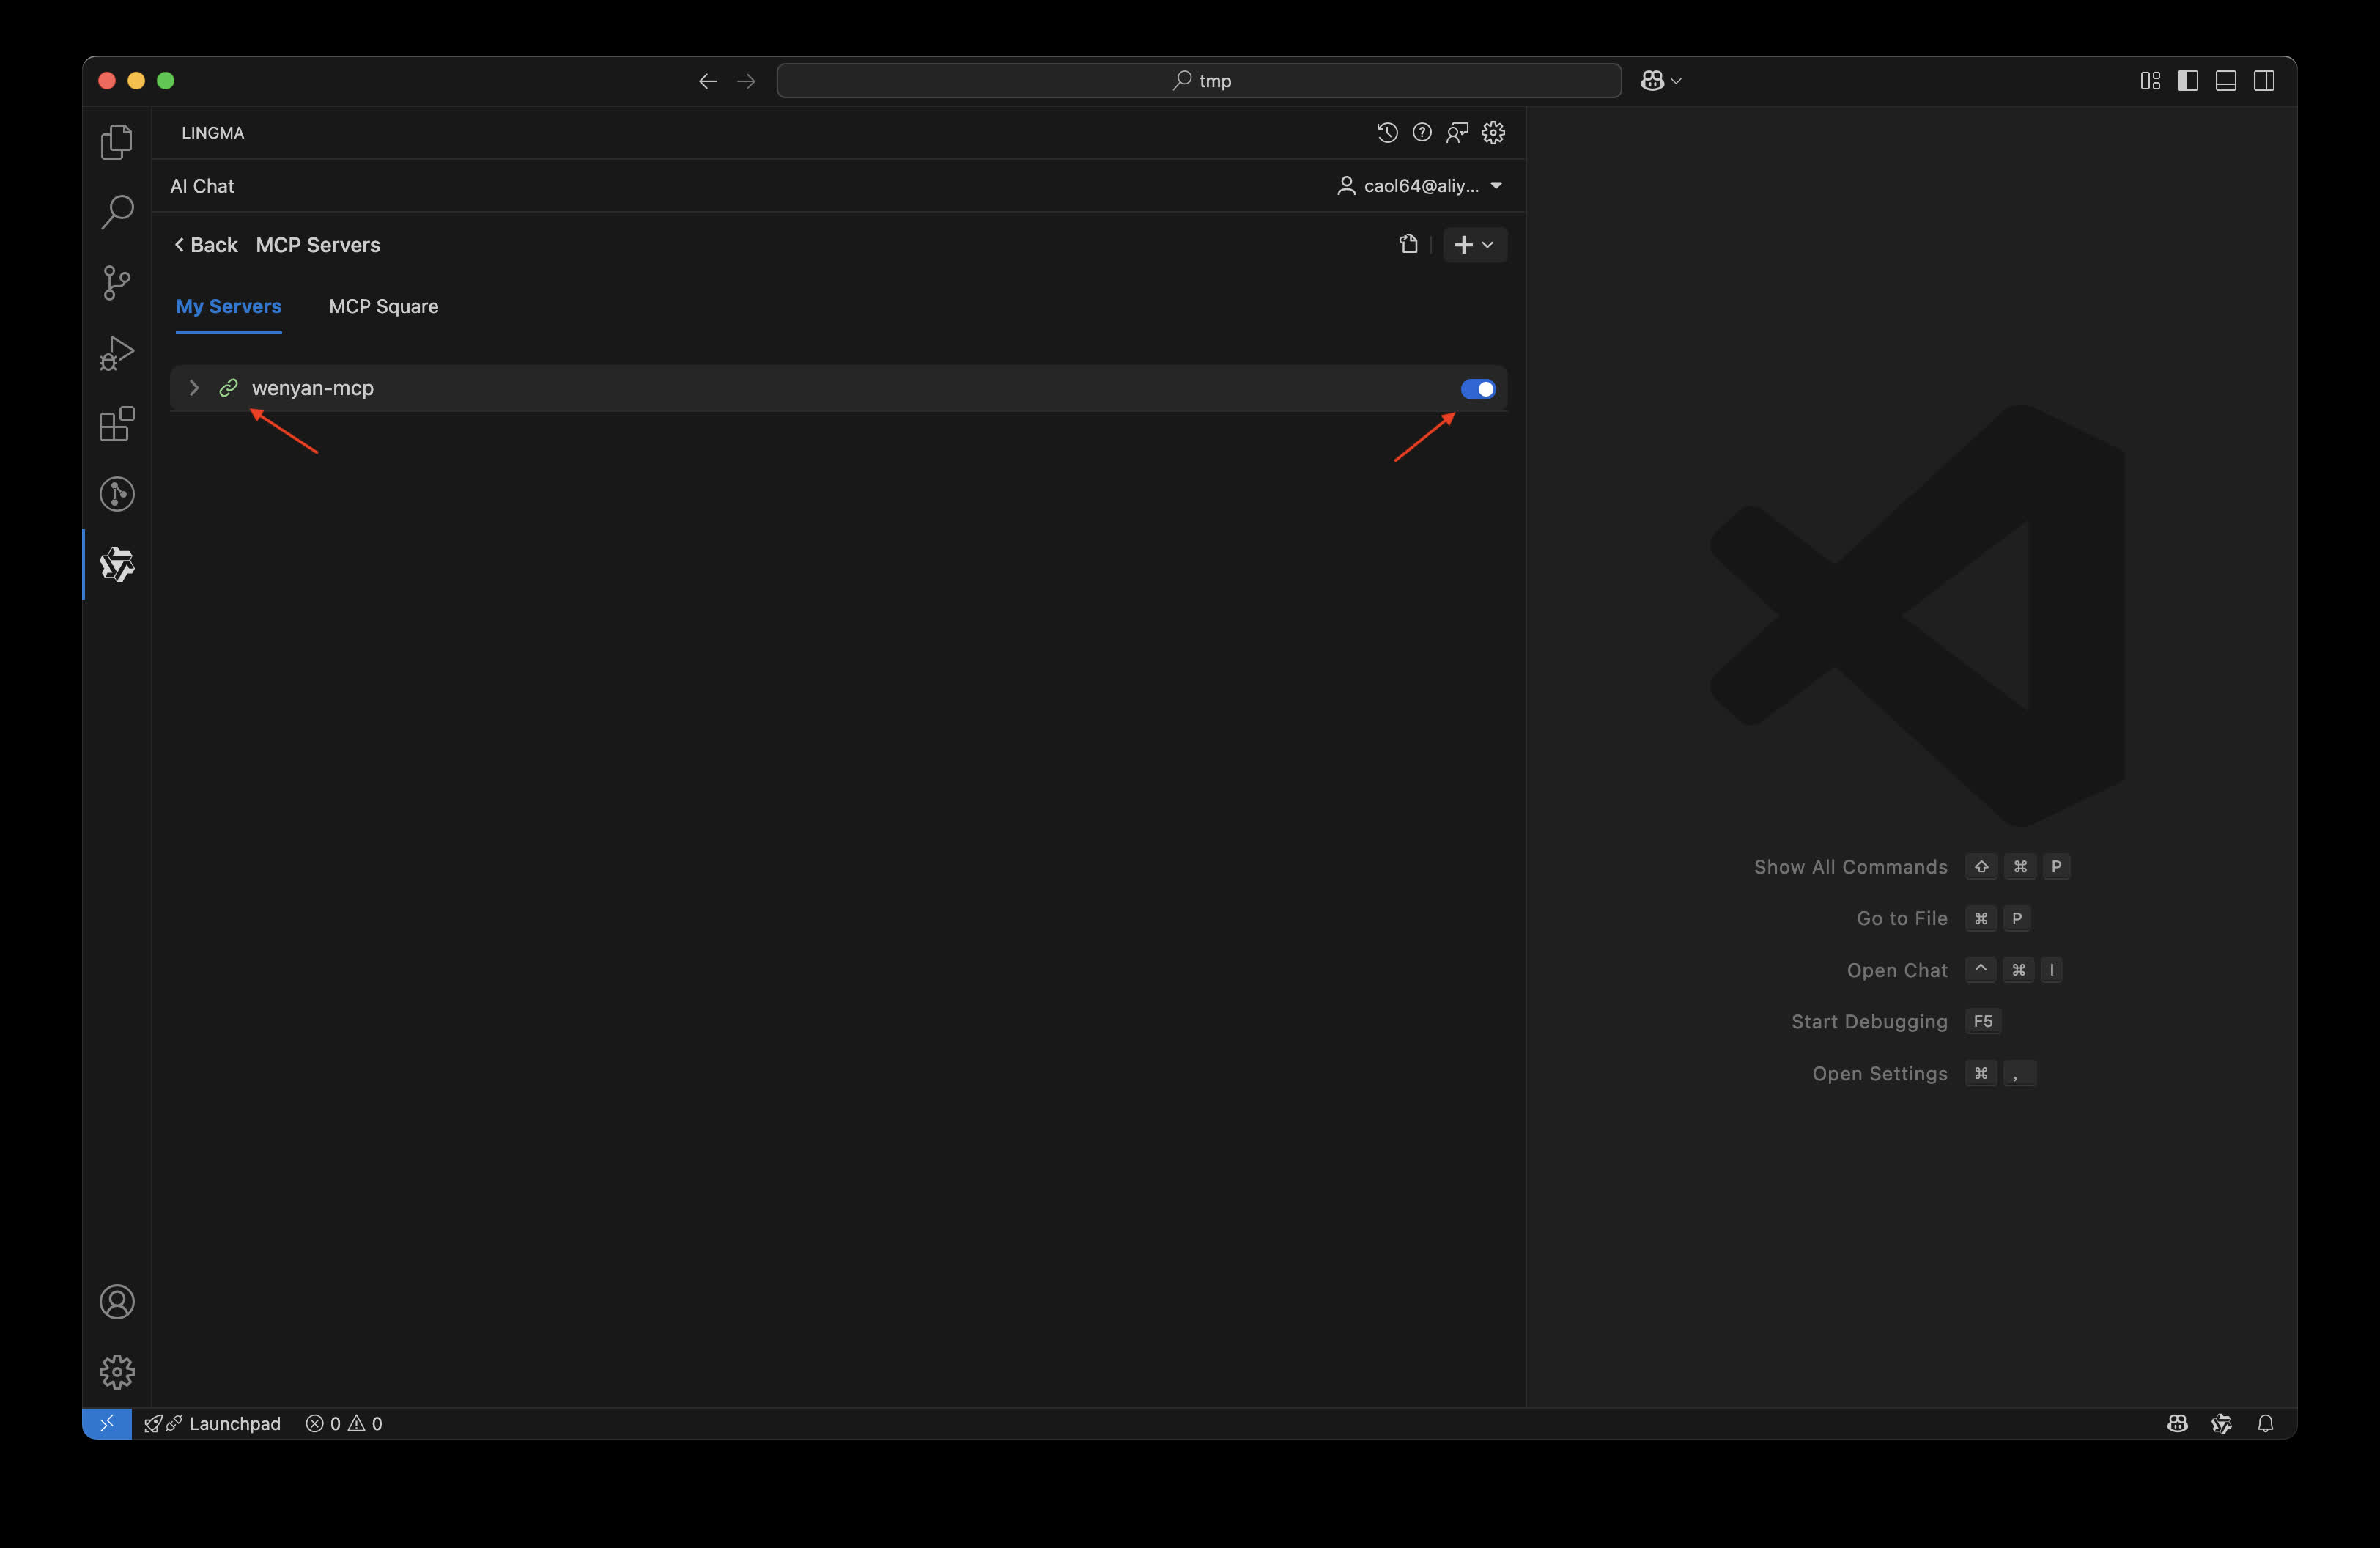 tmp
LINGMA
AI Chat
caol64@aliy...
Back MCP Servers
My Servers MCP Square
wenyan-mcp
Show All Commands ⇧ ⌘ P
Go to File ⌘ P
Open Chat ^ ⌘ I
Start Debugging F5
Open Settings ⌘ ,
Launchpad 0 0